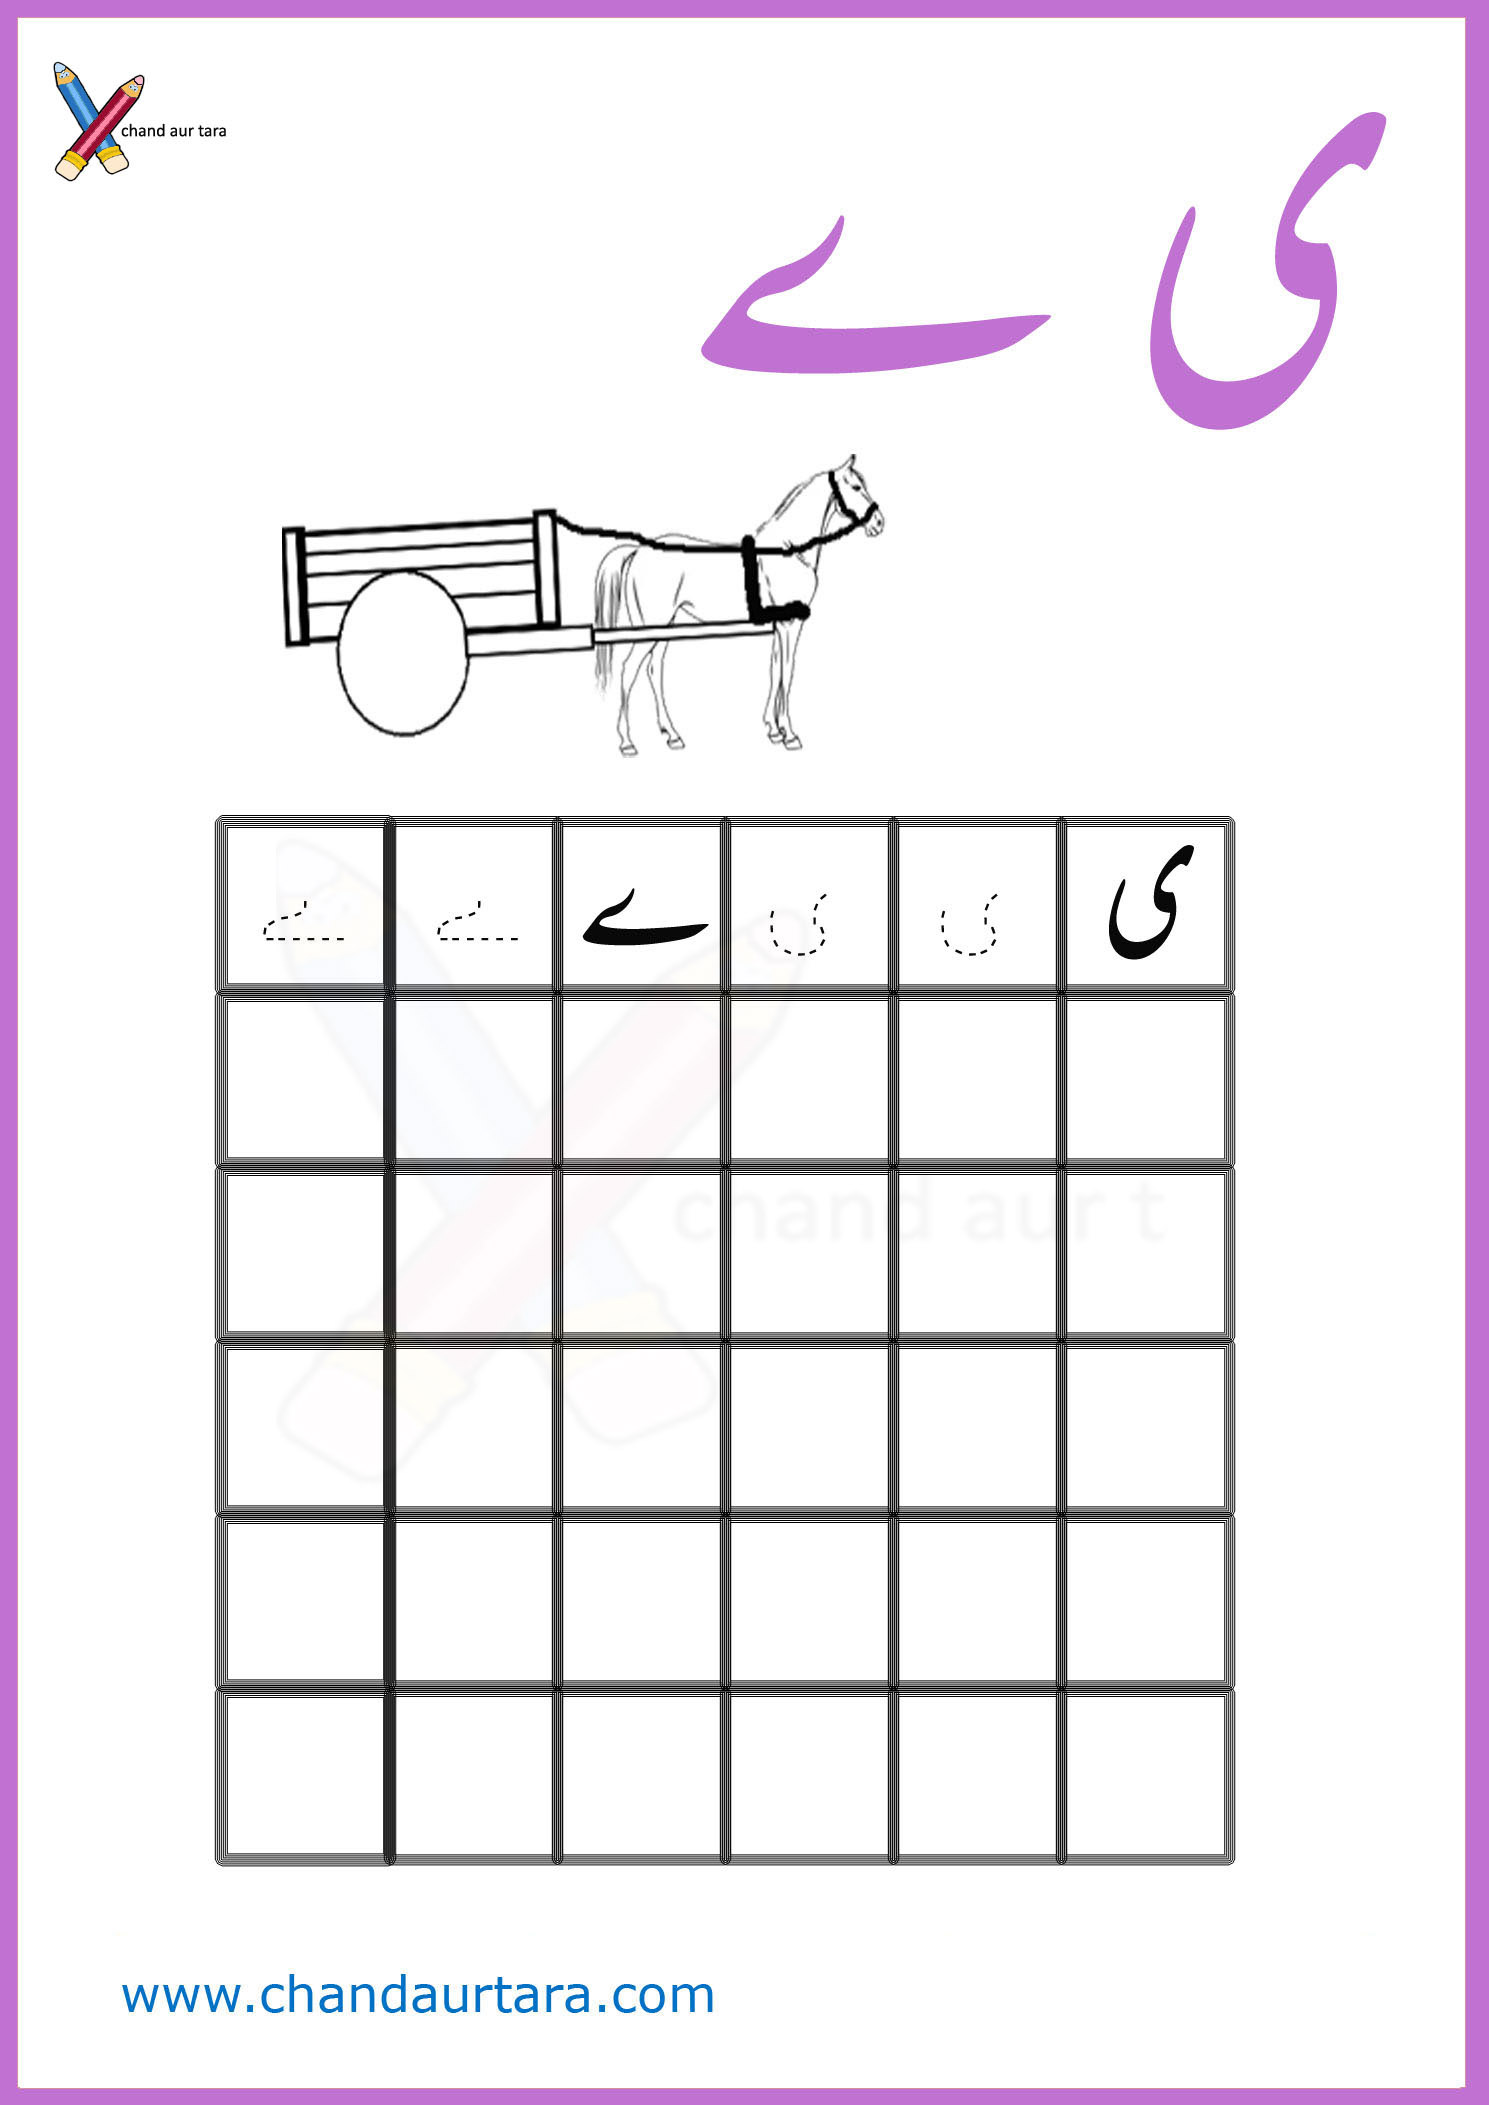 chand aur tara
ی ے
ی ی ی ے ے ے
chand aur t
www.chandaurtara.com